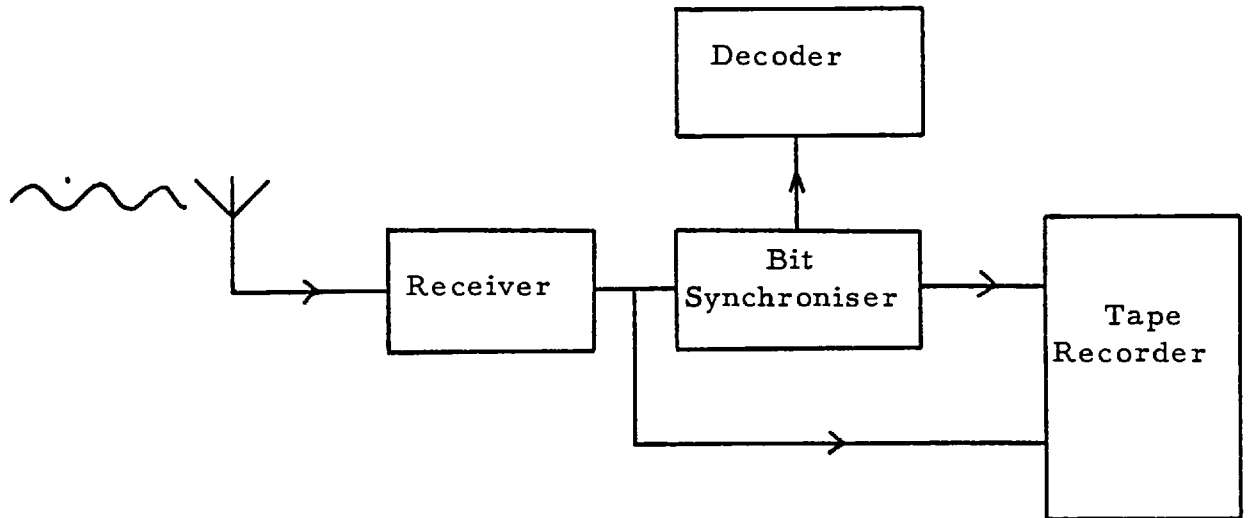 Decoder
Receiver
Bit
Synchroniser
Tape
Recorder